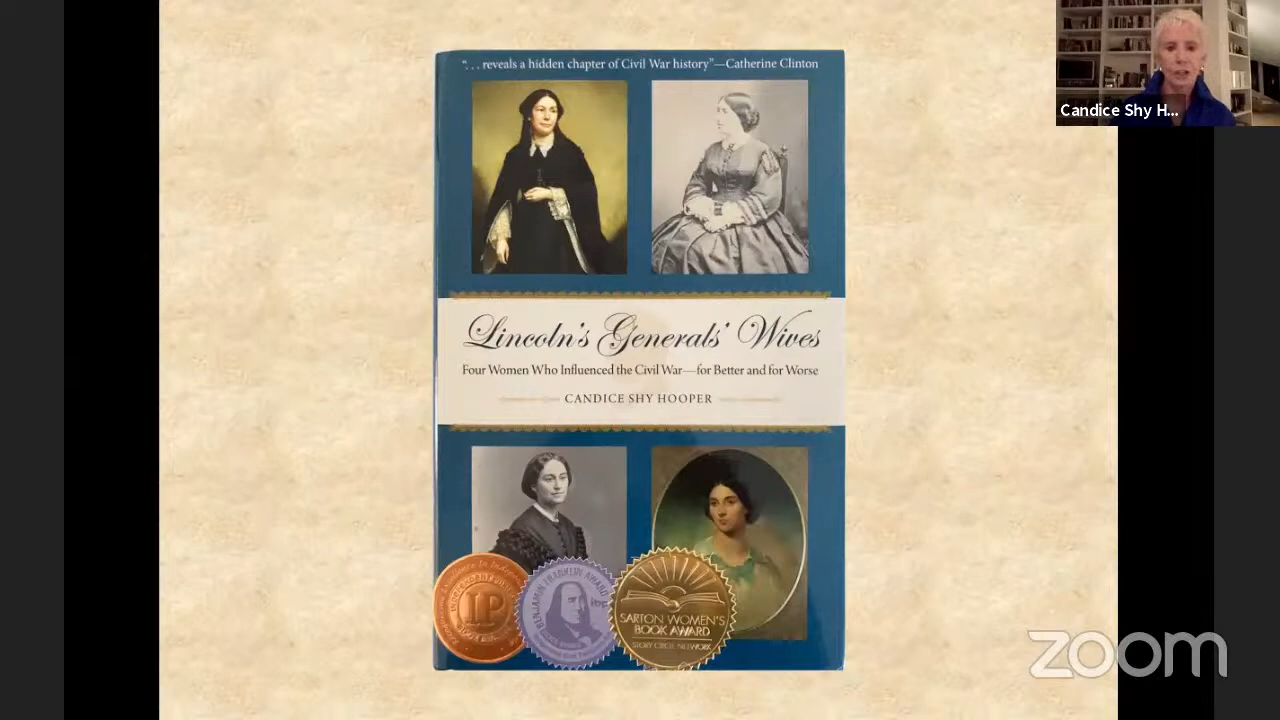 “. . . reveals a hidden chapter of Civil War history”—Catherine Clinton
Candice Shy H...
Lincoln's Generals' Wives
Four Women Who Influenced the Civil War—for Better and for Worse
CANDICE SHY HOOPER
IP
BENJAMIN FRANKLIN AWARD
ibpa
SARTON WOMEN'S
BOOK AWARD
STORY CIRCLE NETWORK
zoom